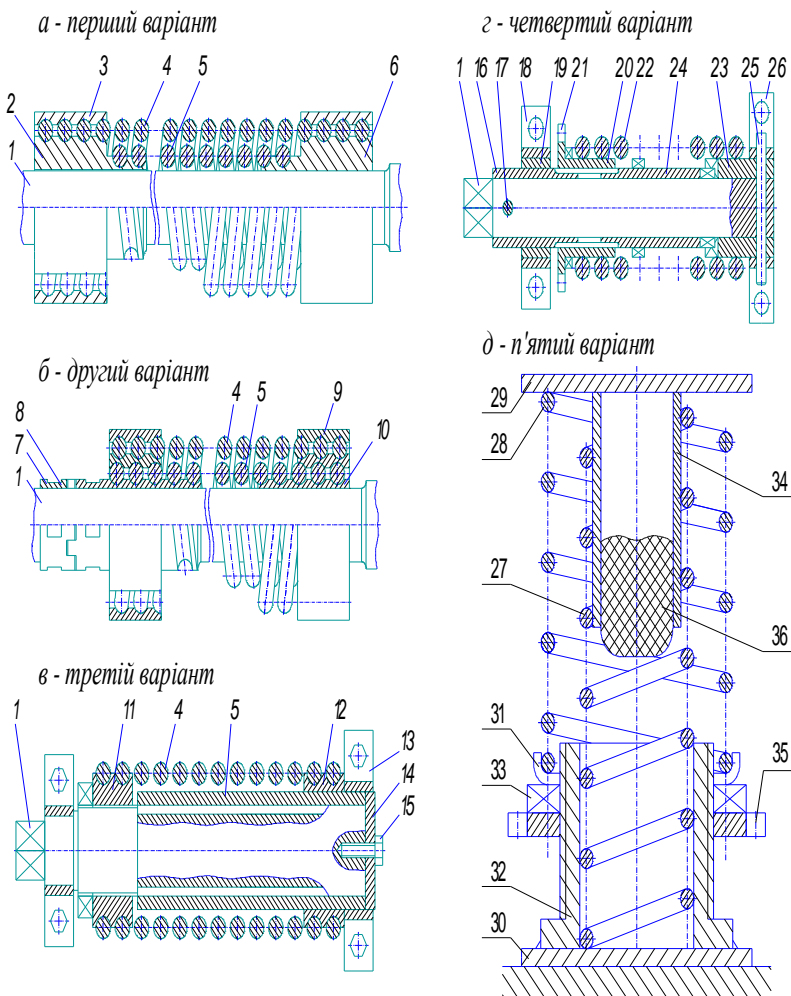 а - перший варіант
3 4 5 6
2
1
б - другий варіант
8 4 5 9
7 10
1
в - третій варіант
1 11 4 5 12
13
14
15
г - четвертий варіант
1 16 17 18 19 21 20 22 24 23 25 26
д - п'ятий варіант
29
28
34
27
36
31
35
33
32
30